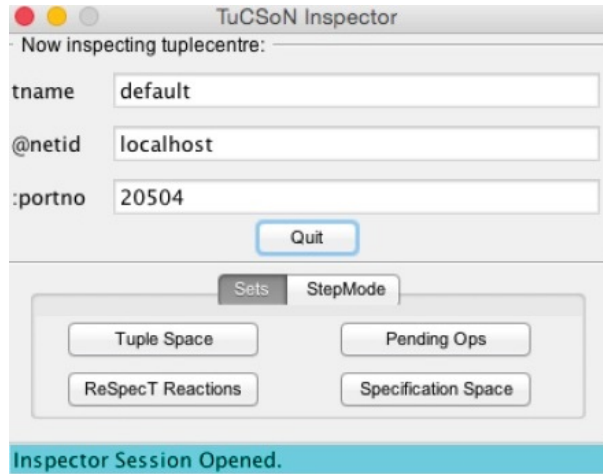 TuCSoN Inspector
Now inspecting tuplecentre:
tname default
@netid localhost
:portno 20504
Quit
Sets StepMode
Tuple Space Pending Ops
ReSpecT Reactions Specification Space
Inspector Session Opened.